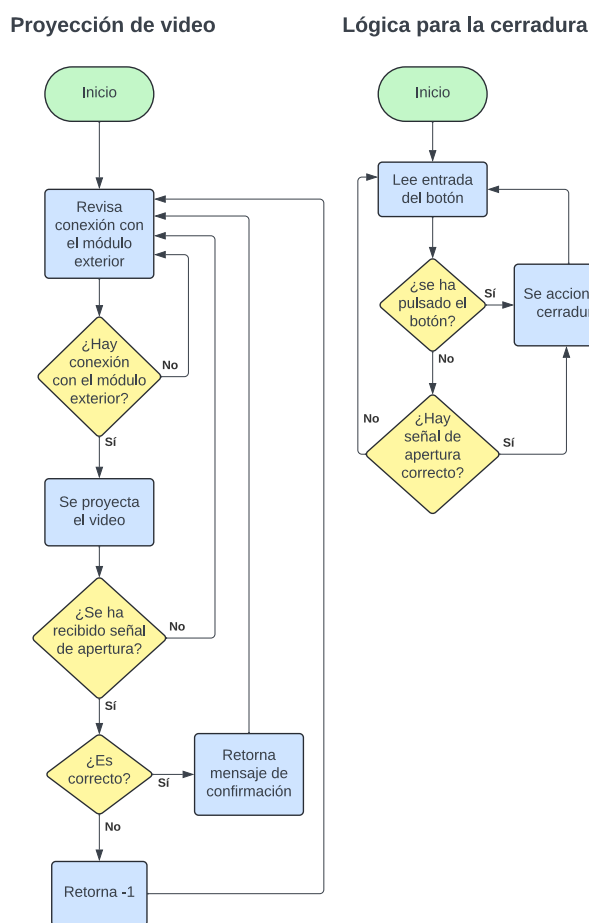 Proyección de video
Inicio
Revisa
conexión con
el módulo
exterior
¿Hay
conexión
con el módulo
exterior?
No
Sí
Se proyecta
el video
¿Se ha
recibido señal
de apertura?
No
Sí
¿Es
correcto?
Sí
Retorna
mensaje de
confirmación
No
Retorna -1
Lógica para la cerradura
Inicio
Lee entrada
del botón
¿se ha
pulsado el
botón?
Sí
Se accion
cerradur
No
¿Hay
señal de
apertura
correcto?
No
Sí